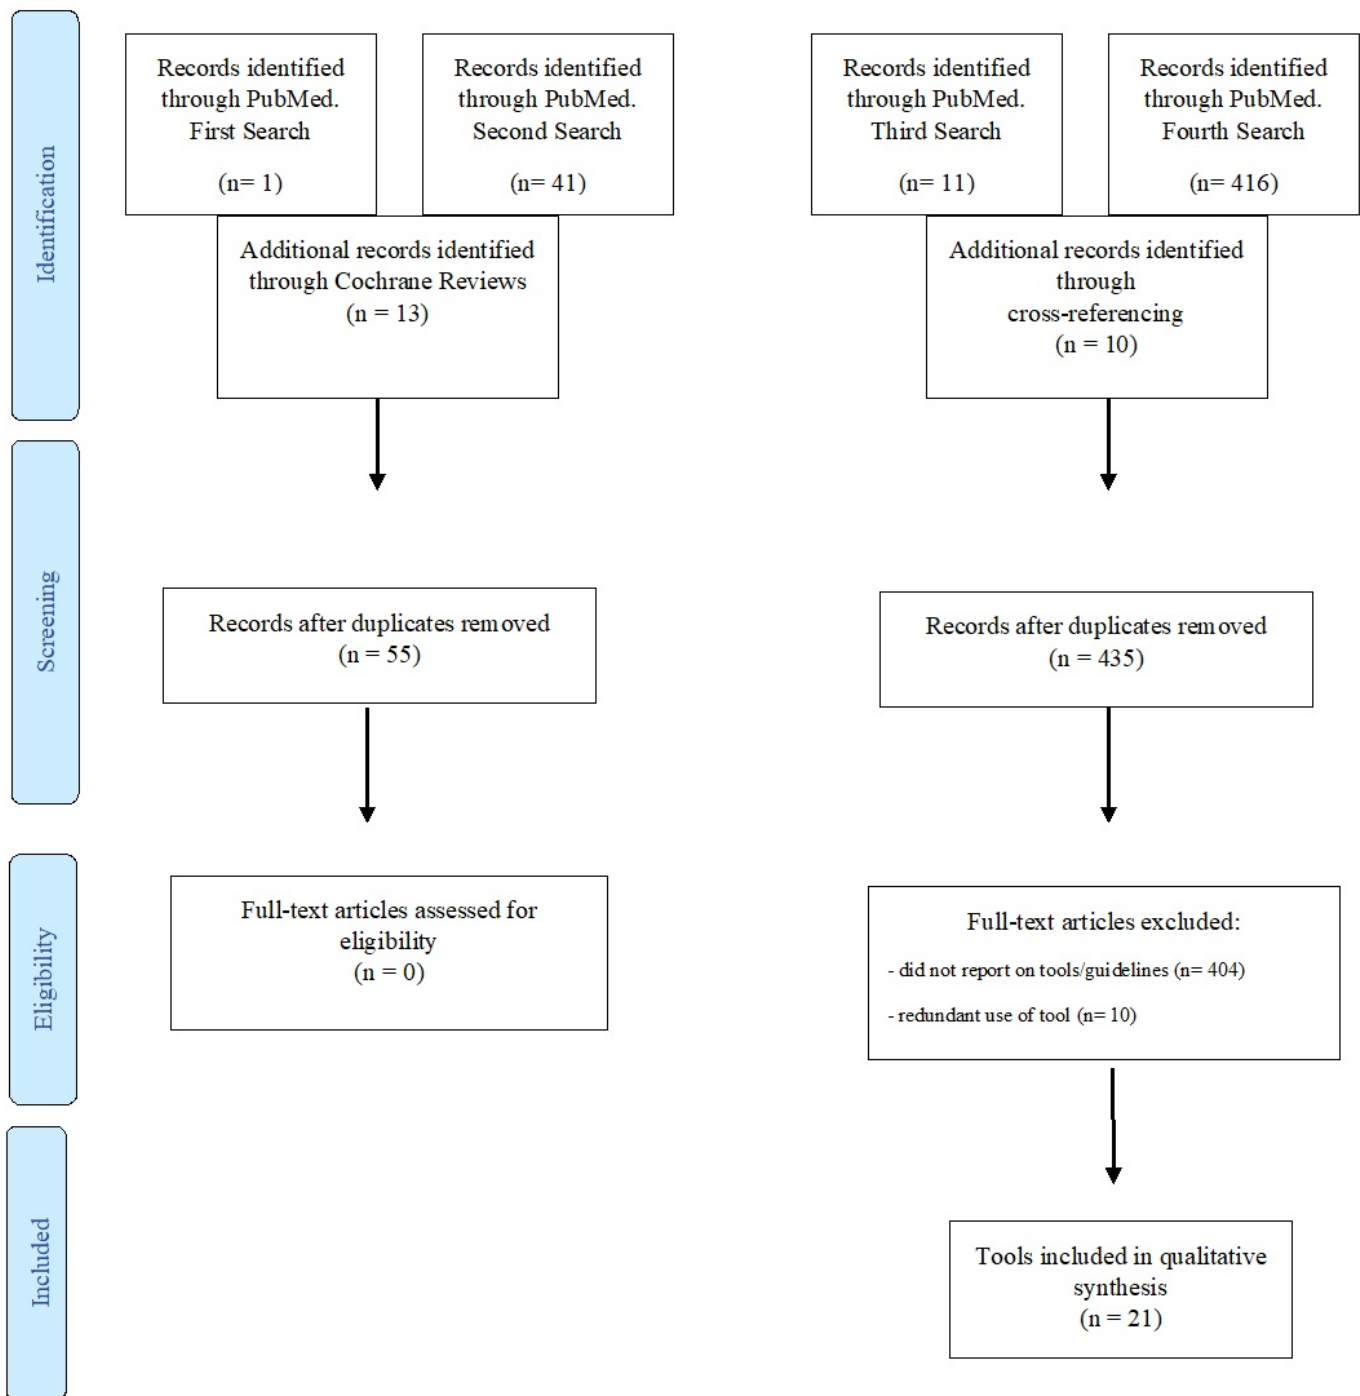 Identification
Records identified
through PubMed.
First Search
(n= 1)
Records identified
through PubMed.
Second Search
(n= 41)
Additional records identified
through Cochrane Reviews
(n = 13)
Records identified
through PubMed.
Third Search
(n= 11)
Records identified
through PubMed.
Fourth Search
(n= 416)
Additional records identified
through
cross-referencing
(n = 10)
Screening
Records after duplicates removed
(n = 55)
Records after duplicates removed
(n = 435)
Eligibility
Full-text articles assessed for
eligibility
(n = 0)
Full-text articles excluded:
- did not report on tools/guidelines (n= 404)
- redundant use of tool (n= 10)
Included
Tools included in qualitative
synthesis
(n = 21)